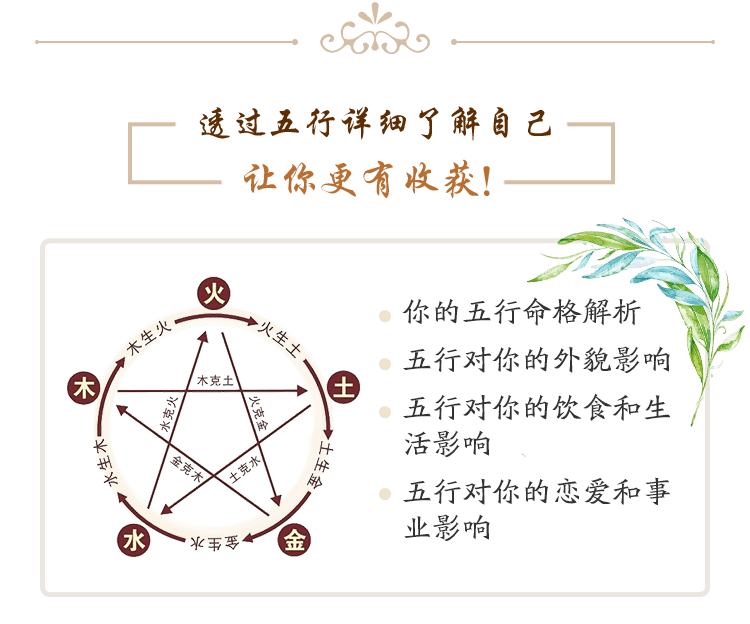 透过五行详细了解自己
让你更有收获!
火
木生火
火生土
木
土
木克土
水克火
火克金
金克木
土克水
水生木
土生金
水
金生水
金
你的五行命格解析
五行对你的外貌影响
五行对你的饮食和生
活影响
五行对你的恋爱和事
业影响